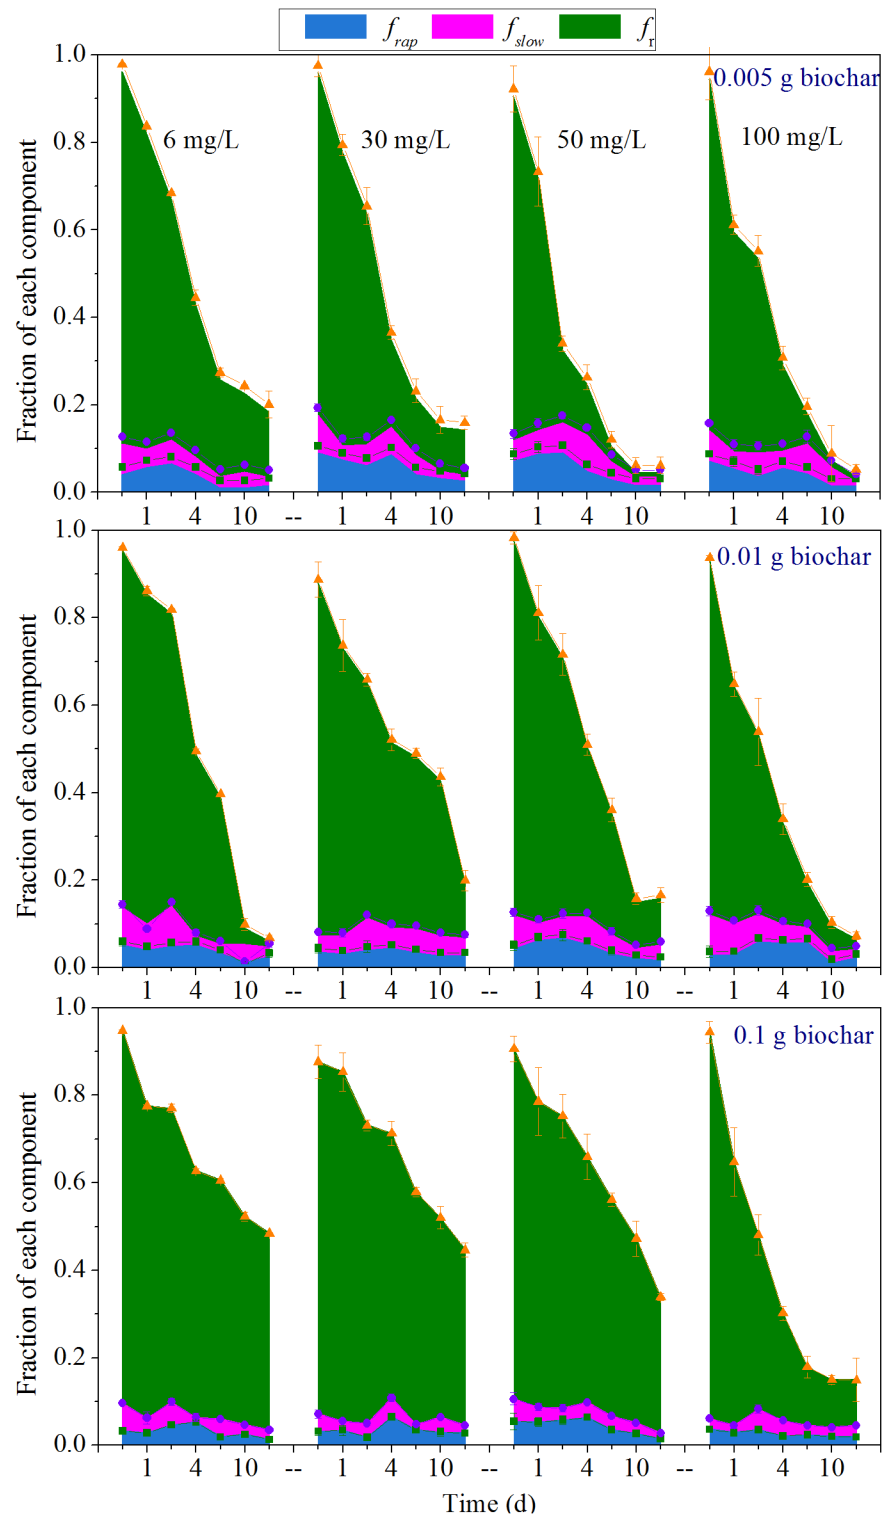 f_rap f_slow f_r
1.0
0.005 g biochar
6 mg/L 30 mg/L 50 mg/L 100 mg/L
0.8
0.6
0.4
0.2
0.0
Fraction of each component
1 4 10 -- 1 4 10 -- 1 4 10 -- 1 4 10
1.0
0.01 g biochar
0.8
0.6
0.4
0.2
0.0
Fraction of each component
1 4 10 -- 1 4 10 -- 1 4 10 -- 1 4 10
1.0
0.1 g biochar
0.8
0.6
0.4
0.2
0.0
Fraction of each component
1 4 10 -- 1 4 10 -- 1 4 10 -- 1 4 10
Time (d)